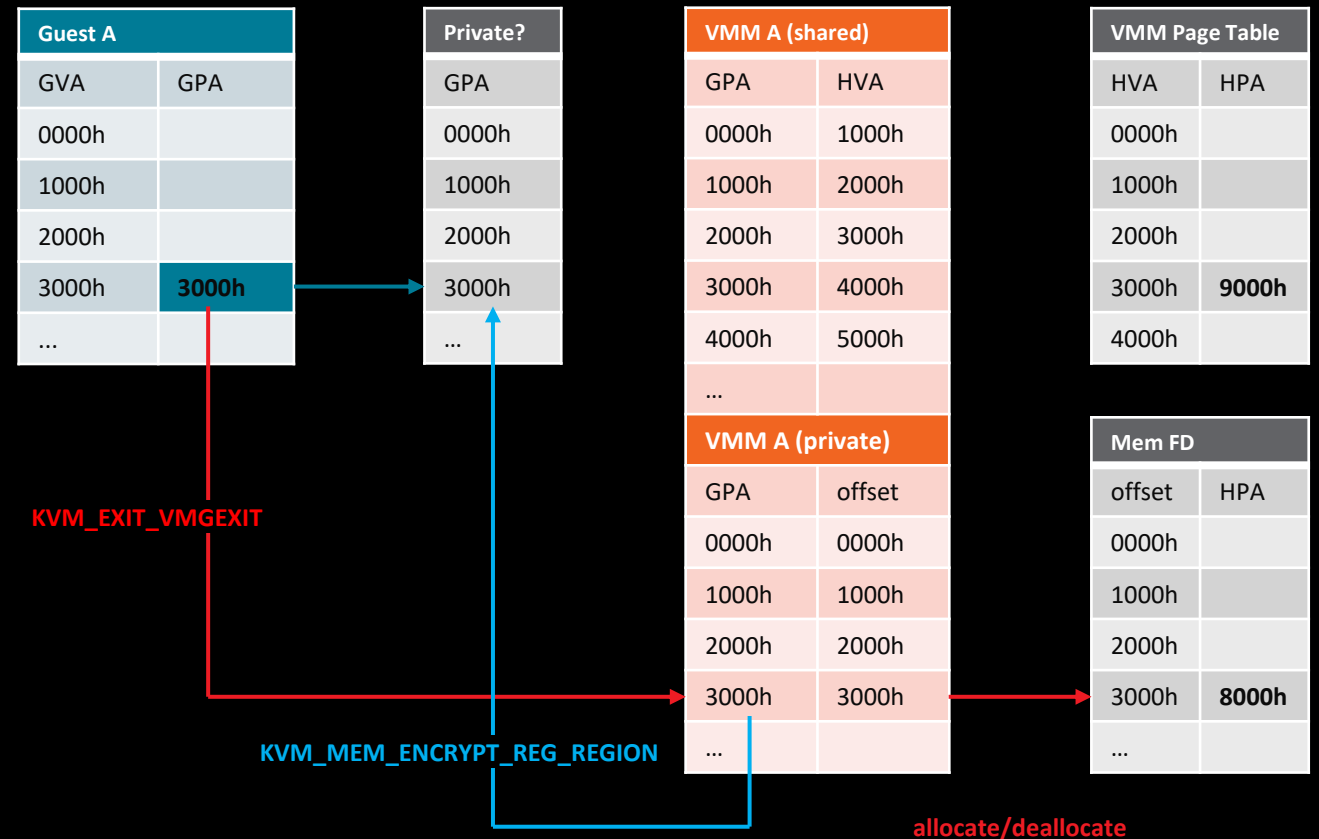 Guest A
GVA GPA
0000h
1000h
2000h
3000h 3000h
...
Private?
GPA
0000h
1000h
2000h
3000h
...
VMM A (shared)
GPA HVA
0000h 1000h
1000h 2000h
2000h 3000h
3000h 4000h
4000h 5000h
...
VMM A (private)
GPA offset
0000h 0000h
1000h 1000h
2000h 2000h
3000h 3000h
...
VMM Page Table
HVA HPA
0000h
1000h
2000h
3000h 9000h
4000h
Mem FD
offset HPA
0000h
1000h
2000h
3000h 8000h
...
KVM_EXIT_VMGEXIT
KVM_MEM_ENCRYPT_REG_REGION
allocate/deallocate